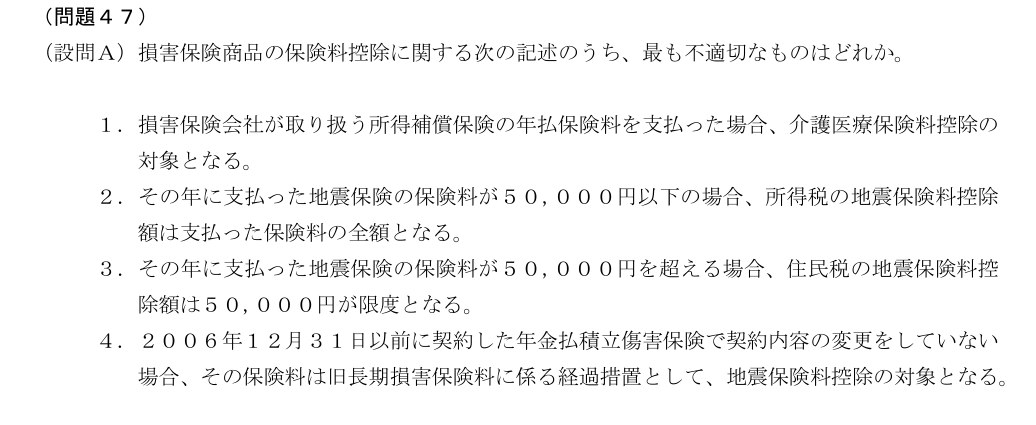 （問題４７）
（設問Ａ）損害保険商品の保険料控除に関する次の記述のうち、最も不適切なものはどれか。
１．損害保険会社が取り扱う所得補償保険の年払保険料を支払った場合、介護医療保険料控除の
対象となる。
２．その年に支払った地震保険の保険料が５０,０００円以下の場合、所得税の地震保険料控除
額は支払った保険料の全額となる。
３．その年に支払った地震保険の保険料が５０,０００円を超える場合、住民税の地震保険料控
除額は５０,０００円が限度となる。
４．２００６年１２月３１日以前に契約した年金払積立傷害保険で契約内容の変更をしていない
場合、その保険料は旧長期損害保険料に係る経過措置として、地震保険料控除の対象となる。